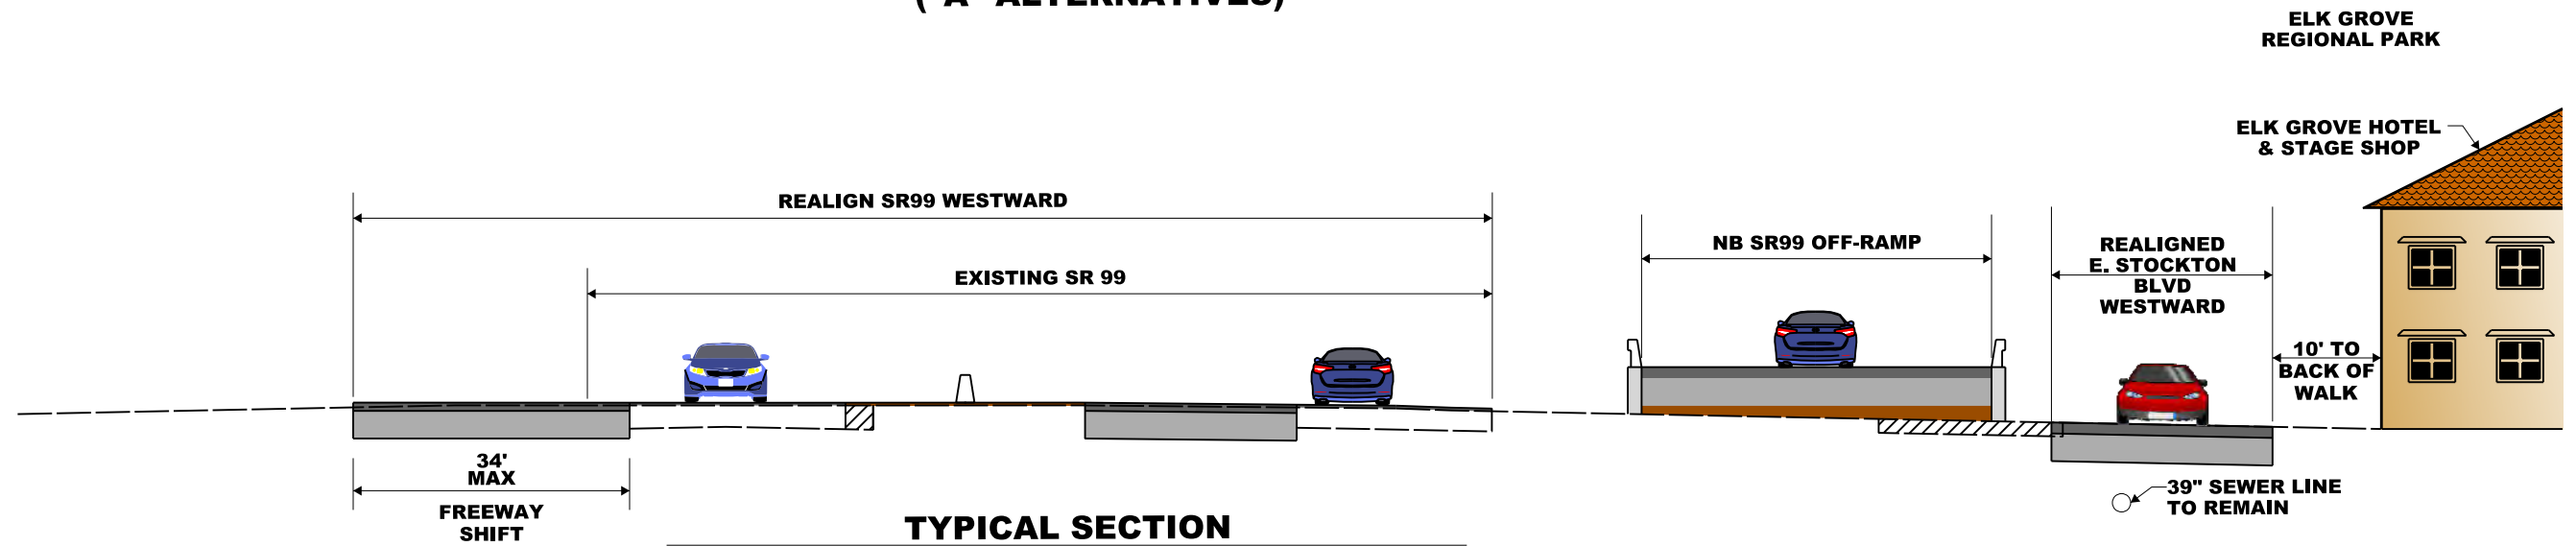 ("A" ALTERNATIVES)
ELK GROVE
REGIONAL PARK
ELK GROVE HOTEL
& STAGE SHOP
REALIGN SR99 WESTWARD
EXISTING SR 99
NB SR99 OFF-RAMP
REALIGNED
E. STOCKTON
BLVD
WESTWARD
10' TO
BACK OF
WALK
34'
MAX
FREEWAY
SHIFT
39" SEWER LINE
TO REMAIN
TYPICAL SECTION